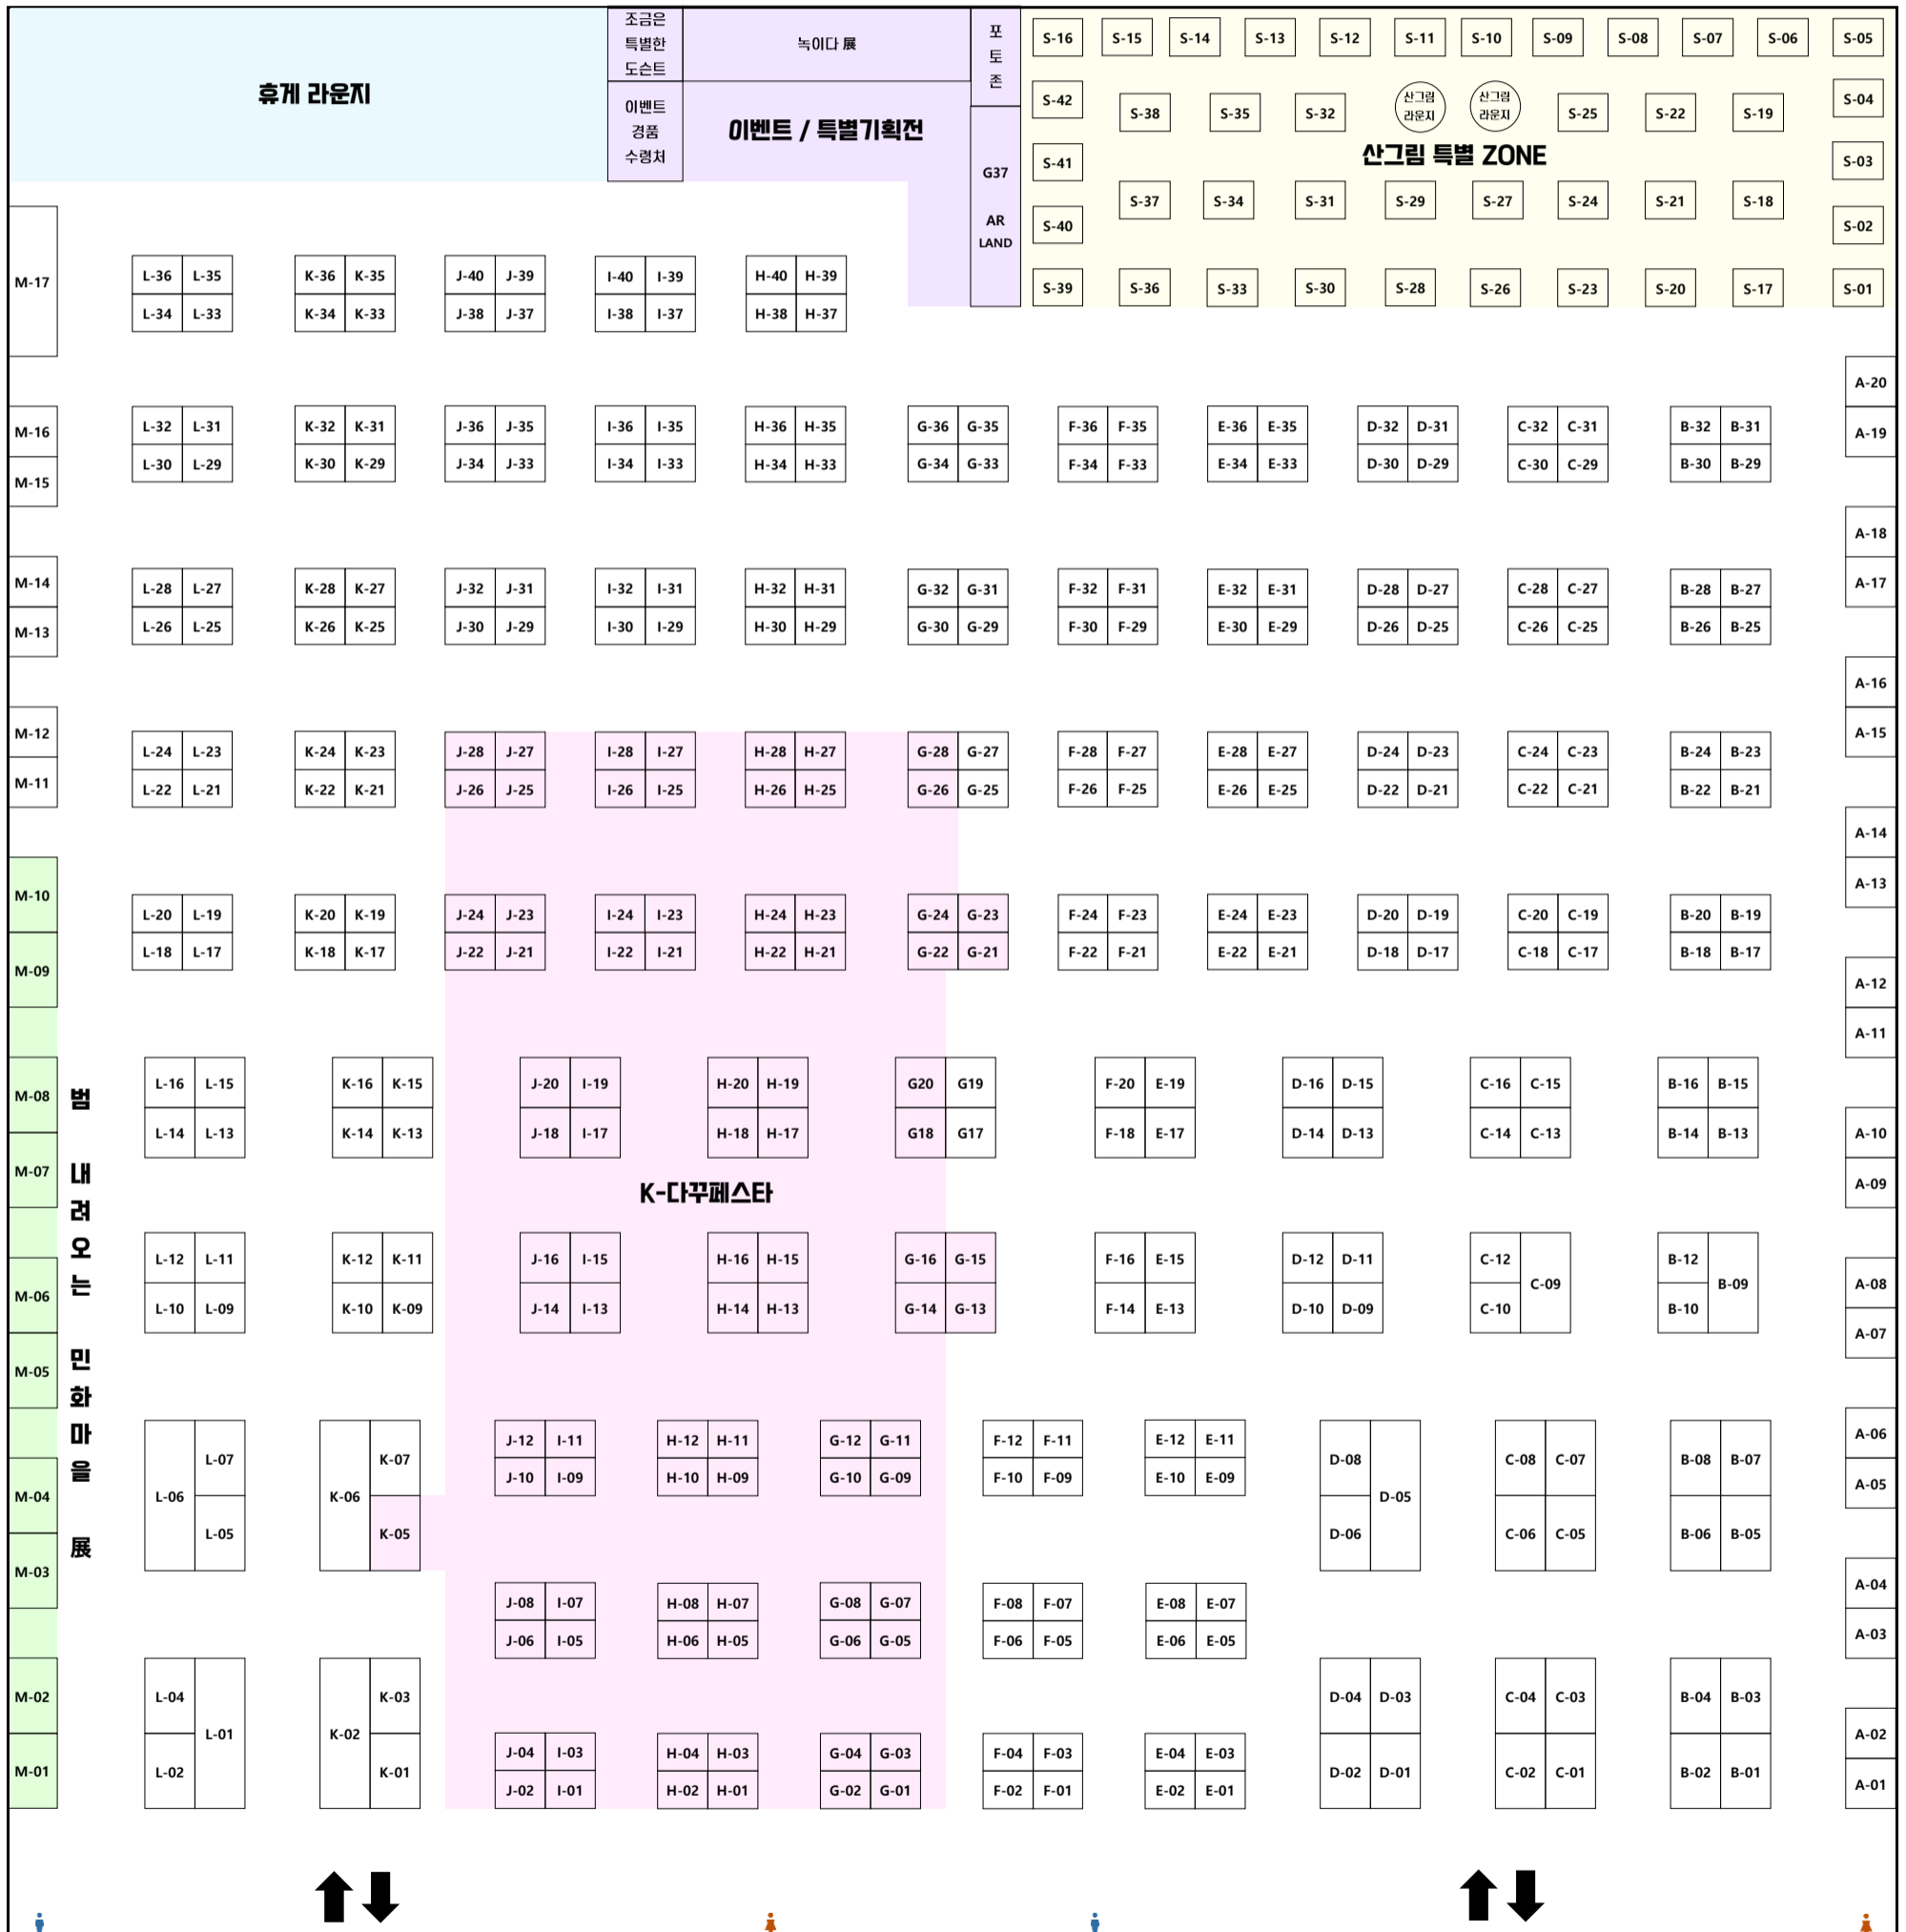 조금은
특별한
도슨트
녹이다 展
포
토
존
S-16 S-15 S-14 S-13 S-12 S-11 S-10 S-09 S-08 S-07 S-06 S-05
휴게 라운지
이벤트
경품
수령처
이벤트 / 특별기획전
S-42 S-38 S-35 S-32
산그림
라운지
산그림
라운지
S-25 S-22 S-19 S-04
산그림 특별 ZONE
G37
AR
LAND
S-41 S-03
S-40 S-37 S-34 S-31 S-29 S-27 S-24 S-21 S-18 S-02
S-39 S-36 S-33 S-30 S-28 S-26 S-23 S-20 S-17 S-01
M-17
L-36 L-35 K-36 K-35 J-40 J-39 I-40 I-39 H-40 H-39
L-34 L-33 K-34 K-33 J-38 J-37 I-38 I-37 H-38 H-37
A-20
M-16 L-32 L-31 K-32 K-31 J-36 J-35 I-36 I-35 H-36 H-35 G-36 G-35 F-36 F-35 E-36 E-35 D-32 D-31 C-32 C-31 B-32 B-31 A-19
M-15 L-30 L-29 K-30 K-29 J-34 J-33 I-34 I-33 H-34 H-33 G-34 G-33 F-34 F-33 E-34 E-33 D-30 D-29 C-30 C-29 B-30 B-29
A-18
M-14 L-28 L-27 K-28 K-27 J-32 J-31 I-32 I-31 H-32 H-31 G-32 G-31 F-32 F-31 E-32 E-31 D-28 D-27 C-28 C-27 B-28 B-27 A-17
M-13 L-26 L-25 K-26 K-25 J-30 J-29 I-30 I-29 H-30 H-29 G-30 G-29 F-30 F-29 E-30 E-29 D-26 D-25 C-26 C-25 B-26 B-25
A-16
M-12 L-24 L-23 K-24 K-23 J-28 J-27 I-28 I-27 H-28 H-27 G-28 G-27 F-28 F-27 E-28 E-27 D-24 D-23 C-24 C-23 B-24 B-23 A-15
M-11 L-22 L-21 K-22 K-21 J-26 J-25 I-26 I-25 H-26 H-25 G-26 G-25 F-26 F-25 E-26 E-25 D-22 D-21 C-22 C-21 B-22 B-21
A-14
M-10 A-13
L-20 L-19 K-20 K-19 J-24 J-23 I-24 I-23 H-24 H-23 G-24 G-23 F-24 F-23 E-24 E-23 D-20 D-19 C-20 C-19 B-20 B-19
L-18 L-17 K-18 K-17 J-22 J-21 I-22 I-21 H-22 H-21 G-22 G-21 F-22 F-21 E-22 E-21 D-18 D-17 C-18 C-17 B-18 B-17
M-09 A-12
A-11
M-08 L-16 L-15 K-16 K-15 J-20 I-19 H-20 H-19 G20 G19 F-20 E-19 D-16 D-15 C-16 C-15 B-16 B-15
L-14 L-13 K-14 K-13 J-18 I-17 H-18 H-17 G18 G17 F-18 E-17 D-14 D-13 C-14 C-13 B-14 B-13 A-10
M-07 A-09
범
내
려
오
는
민
화
마
을
展
K-다꾸페스타
L-12 L-11 K-12 K-11 J-16 I-15 H-16 H-15 G-16 G-15 F-16 E-15 D-12 D-11 C-12 C-09 B-12 B-09 A-08
M-06 L-10 L-09 K-10 K-09 J-14 I-13 H-14 H-13 G-14 G-13 F-14 E-13 D-10 D-09 C-10 B-10 A-07
M-05
L-07 K-07 J-12 I-11 H-12 H-11 G-12 G-11 F-12 F-11 E-12 E-11 D-08 C-08 C-07 B-08 B-07 A-06
J-10 I-09 H-10 H-09 G-10 G-09 F-10 F-09 E-10 E-09
M-04 L-06 K-06 D-05 A-05
L-05 K-05 D-06 C-06 C-05 B-06 B-05
M-03 A-04
J-08 I-07 H-08 H-07 G-08 G-07 F-08 F-07 E-08 E-07
J-06 I-05 H-06 H-05 G-06 G-05 F-06 F-05 E-06 E-05 A-03
M-02 L-04 K-03 D-04 D-03 C-04 C-03 B-04 B-03
L-01 K-02 A-02
J-04 I-03 H-04 H-03 G-04 G-03 F-04 F-03 E-04 E-03
M-01 L-02 K-01 D-02 D-01 C-02 C-01 B-02 B-01 A-01
J-02 I-01 H-02 H-01 G-02 G-01 F-02 F-01 E-02 E-01